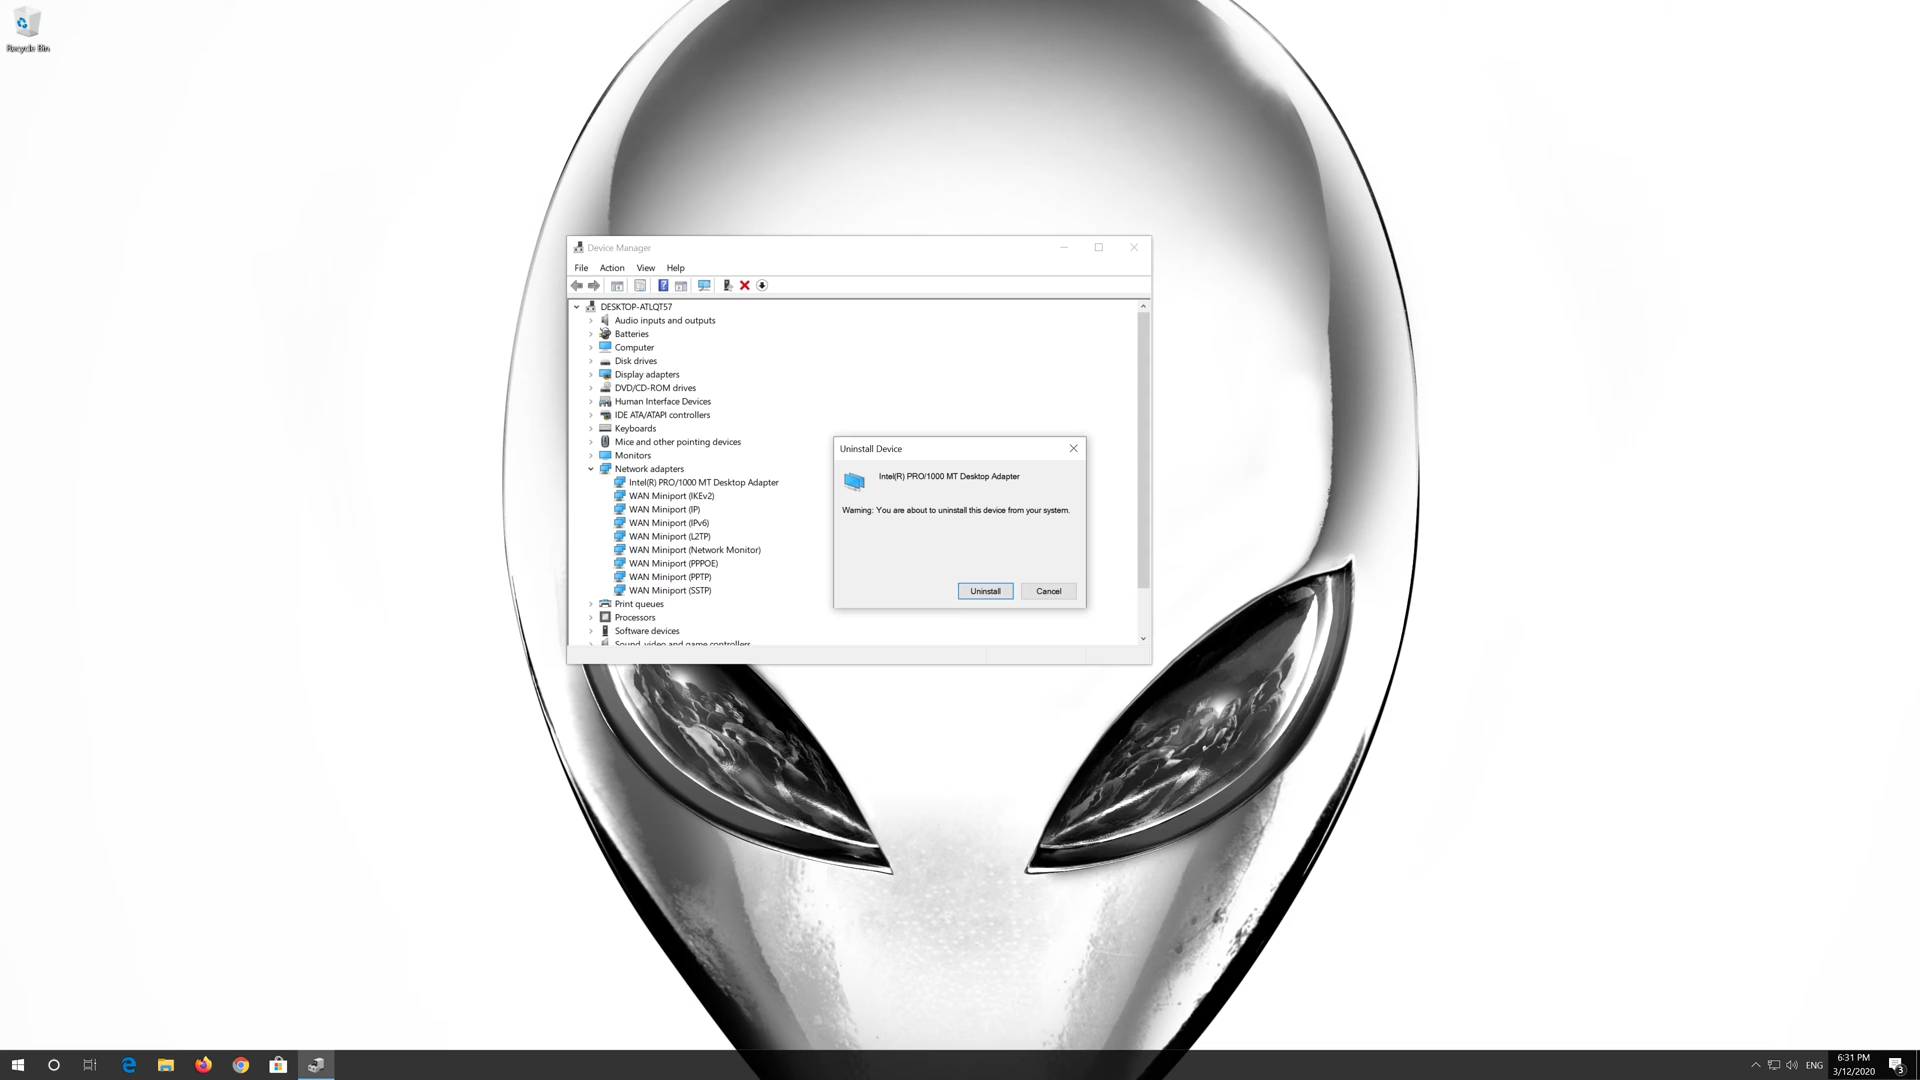 Recycle Bin
Device Manager
File Action View Help
DESKTOP-ATLQT57
Audio inputs and outputs
Batteries
Computer
Disk drives
Display adapters
DVD/CD-ROM drives
Human Interface Devices
IDE ATA/ATAPI controllers
Keyboards
Mice and other pointing devices
Monitors
Network adapters
Intel(R) PRO/1000 MT Desktop Adapter
WAN Miniport (IKEv2)
WAN Miniport (IP)
WAN Miniport (IPv6)
WAN Miniport (L2TP)
WAN Miniport (Network Monitor)
WAN Miniport (PPPOE)
WAN Miniport (PPTP)
WAN Miniport (SSTP)
Print queues
Processors
Software devices
Sound, video and game controllers
Uninstall Device
Intel(R) PRO/1000 MT Desktop Adapter
Warning: You are about to uninstall this device from your system.
Uninstall Cancel
ENG
6:31 PM
3/12/2020
3